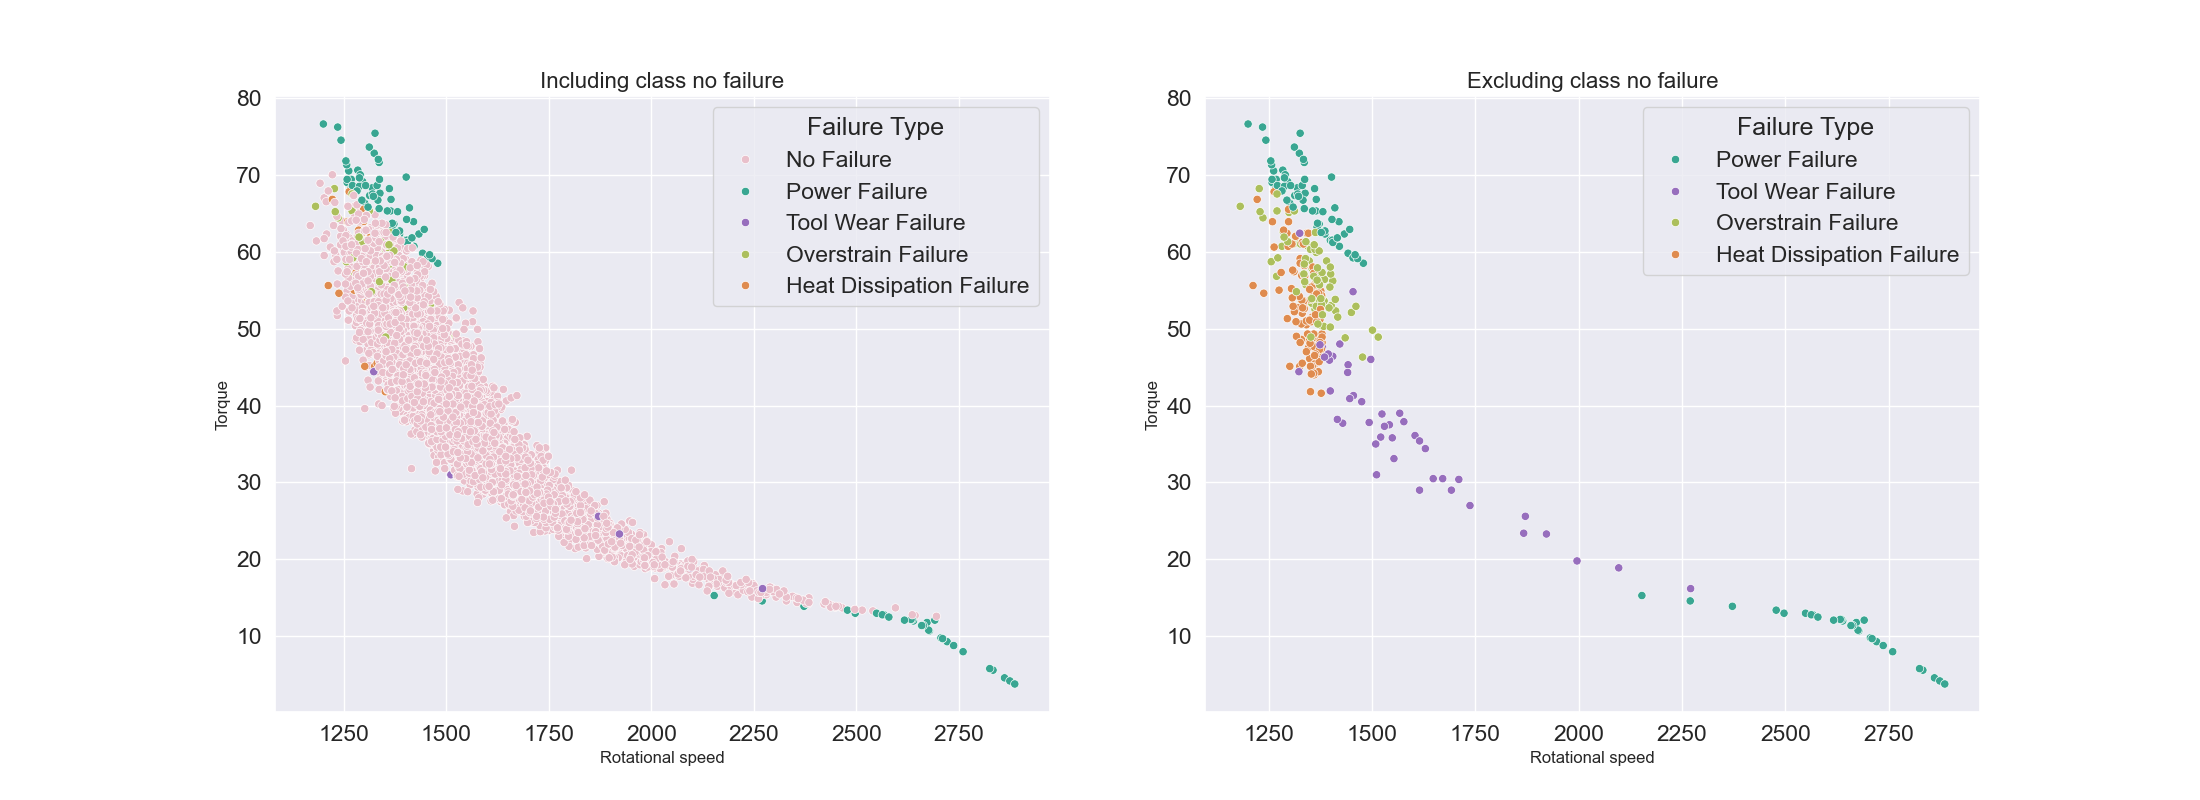 Including class no failure
80
70
60
50
40
30
20
10
Torque
1250 1500 1750 2000 2250 2500 2750
Rotational speed
Failure Type
No Failure
Power Failure
Tool Wear Failure
Overstrain Failure
Heat Dissipation Failure
Excluding class no failure
80
70
60
50
40
30
20
10
Torque
1250 1500 1750 2000 2250 2500 2750
Rotational speed
Failure Type
Power Failure
Tool Wear Failure
Overstrain Failure
Heat Dissipation Failure